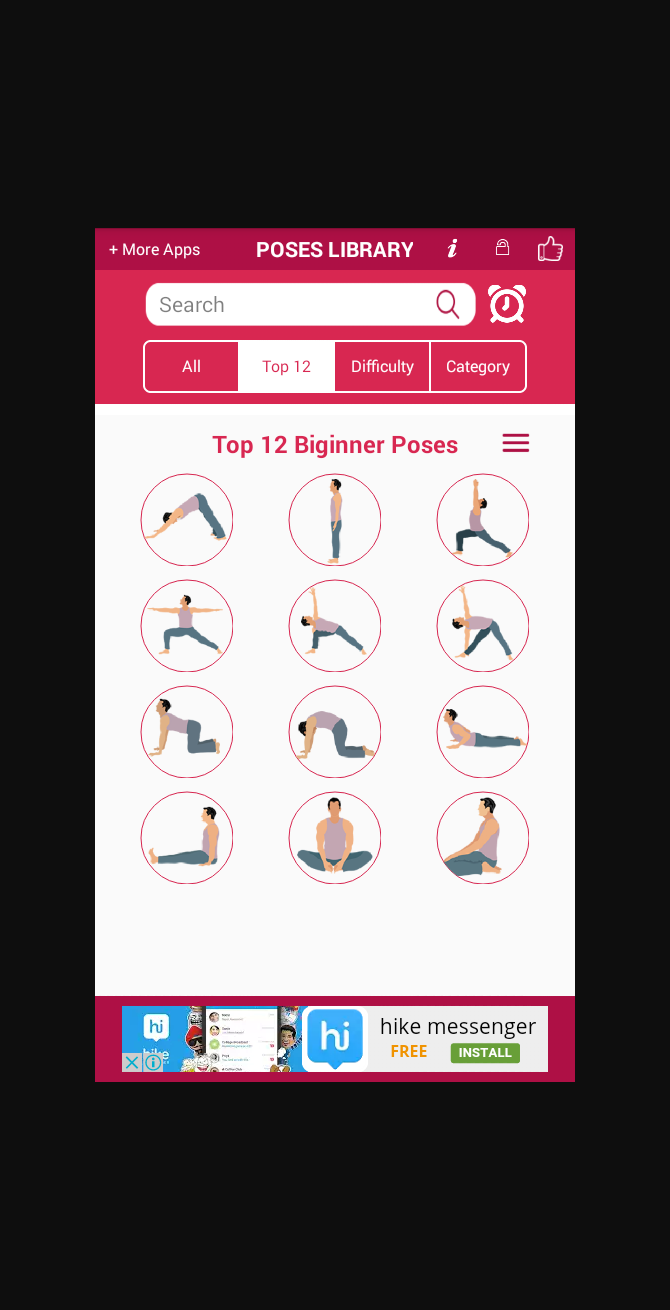 + More Apps POSES LIBRARY i
Search
All Top 12 Difficulty Category
Top 12 Biginner Poses
hi
hike
hi
hike messenger
FREE INSTALL